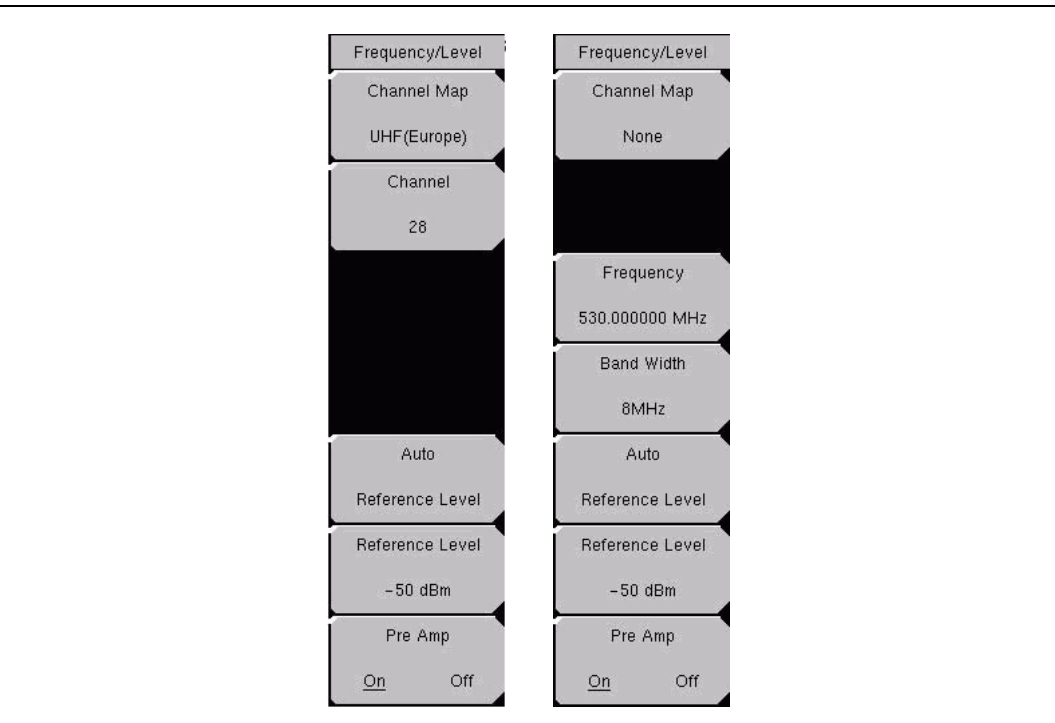 Frequency/Level
Channel Map
UHF(Europe)
Channel
28
Auto
Reference Level
Reference Level
-50 dBm
Pre Amp
On Off
Frequency/Level
Channel Map
None
Frequency
530.000000 MHz
Band Width
8MHz
Auto
Reference Level
Reference Level
-50 dBm
Pre Amp
On Off